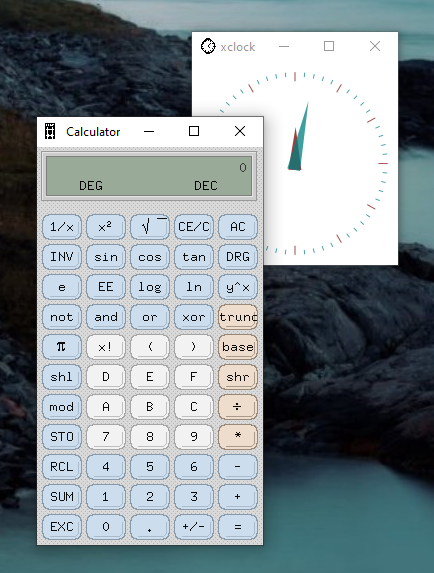 xclock
Calculator
0
DEG DEC
1/x x² √‾ CE/C AC
INV sin cos tan DRG
e EE log ln y^x
not and or xor trunc
π x! ( ) base
shl D E F shr
mod A B C ÷
STO 7 8 9 *
RCL 4 5 6 -
SUM 1 2 3 +
EXC 0 . +/- =